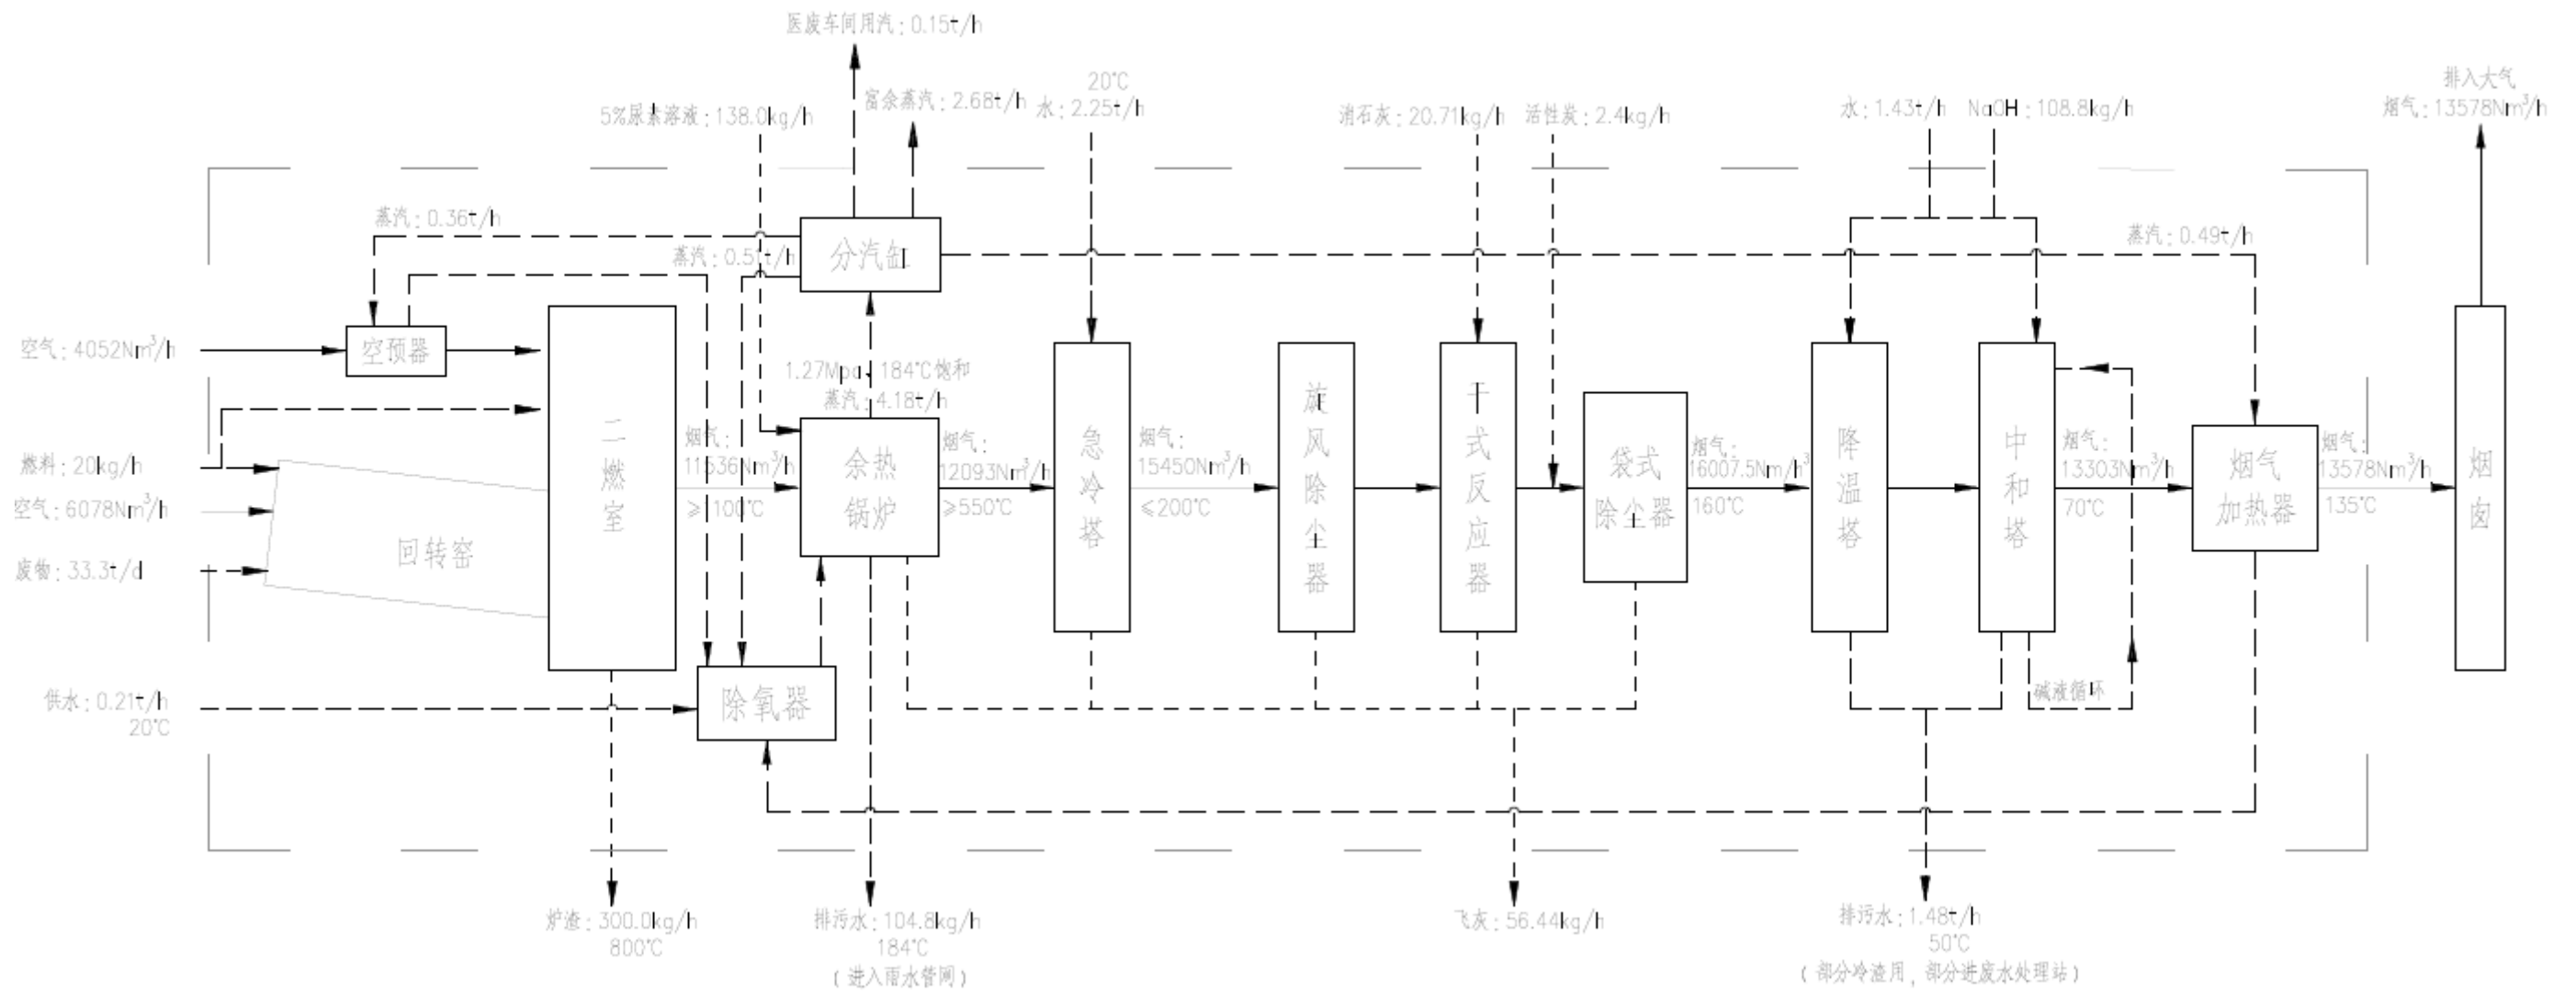 医废车间用汽：0.15t/h
富余蒸汽：2.68t/h
5%尿素溶液：138.0kg/h
20°C
水：2.25t/h
消石灰：20.71kg/h
活性炭：2.4kg/h
水：1.43t/h
NaOH：108.8kg/h
排入大气
烟气：13578Nm³/h
蒸汽：0.36t/h
蒸汽：0.51t/h
分汽缸
蒸汽：0.49t/h
空气：4052Nm³/h
空预器
1.27Mpa、184°C饱和
蒸汽：4.18t/h
燃料：20kg/h
空气：6078Nm³/h
废物：33.3t/d
回转窑
二燃室
烟气：
11536Nm³/h
≥1100°C
余热
锅炉
烟气：
12093Nm³/h
≥550°C
急冷塔
烟气：
15450Nm³/h
≤200°C
旋风除尘器
干式反应器
袋式
除尘器
烟气：
16007.5Nm/h³
160°C
降温塔
中和塔
烟气：
13303Nm³/h
70°C
烟气
加热器
烟气：
13578Nm³/h
135°C
烟囱
供水：0.21t/h
20°C
除氧器
碱液循环
炉渣：300.0kg/h
800°C
排污水：104.8kg/h
184°C
（进入雨水管网）
飞灰：56.44kg/h
排污水：1.48t/h
50°C
（部分冷渣用，部分进废水处理站）